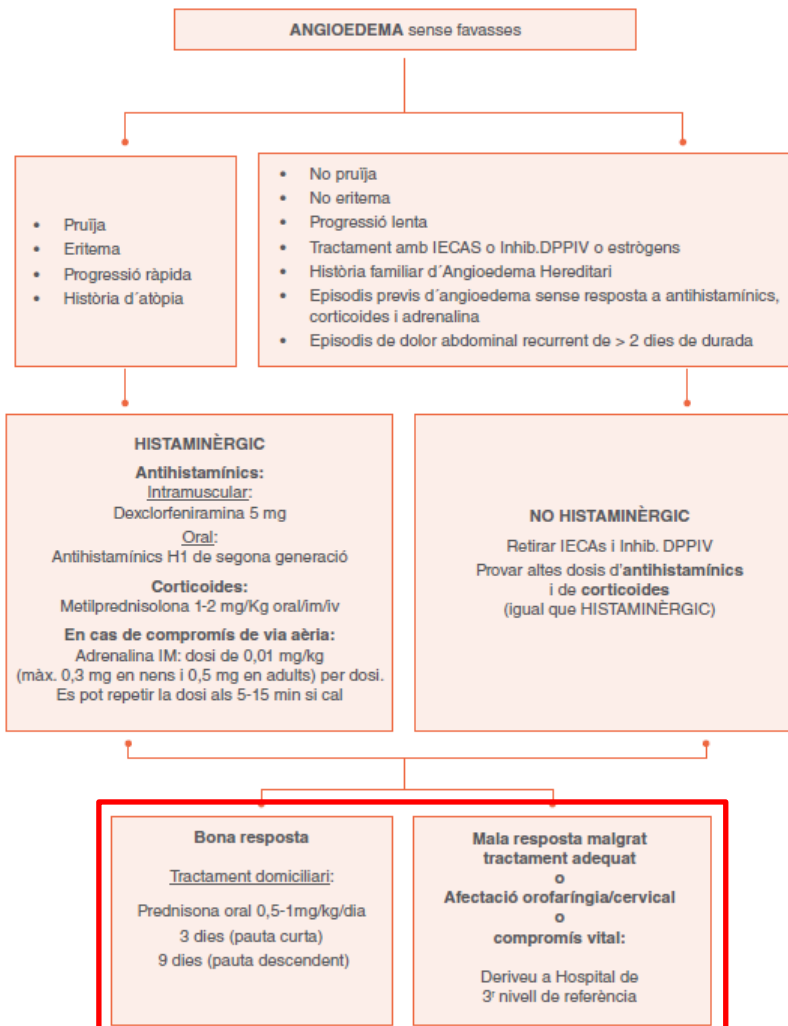 ANGIOEDEMA sense favasses
• Pruïja
• Eritema
• Progressió ràpida
• Història d´atòpia
• No pruïja
• No eritema
• Progressió lenta
• Tractament amb IECAS o Inhib.DPPIV o estrògens
• Història familiar d´Angioedema Hereditari
• Episodis previs d'angioedema sense resposta a antihistamínics,
corticoides i adrenalina
• Episodis de dolor abdominal recurrent de > 2 dies de durada
HISTAMINÈRGIC
Antihistamínics:
Intramuscular:
Dexclorfeniramina 5 mg
Oral:
Antihistamínics H1 de segona generació
Corticoides:
Metilprednisolona 1-2 mg/Kg oral/im/iv
En cas de compromís de via aèria:
Adrenalina IM: dosi de 0,01 mg/kg
(màx. 0,3 mg en nens i 0,5 mg en adults) per dosi.
Es pot repetir la dosi als 5-15 min si cal
NO HISTAMINÈRGIC
Retirar IECAs i Inhib. DPPIV
Provar altes dosis d'antihistamínics
i de corticoides
(igual que HISTAMINÈRGIC)
Bona resposta
Tractament domiciliari:
Prednisona oral 0,5-1mg/kg/dia
3 dies (pauta curta)
9 dies (pauta descendent)
Mala resposta malgrat
tractament adequat
o
Afectació orofaríngia/cervical
o
compromís vital:
Deriveu a Hospital de
3r nivell de referència